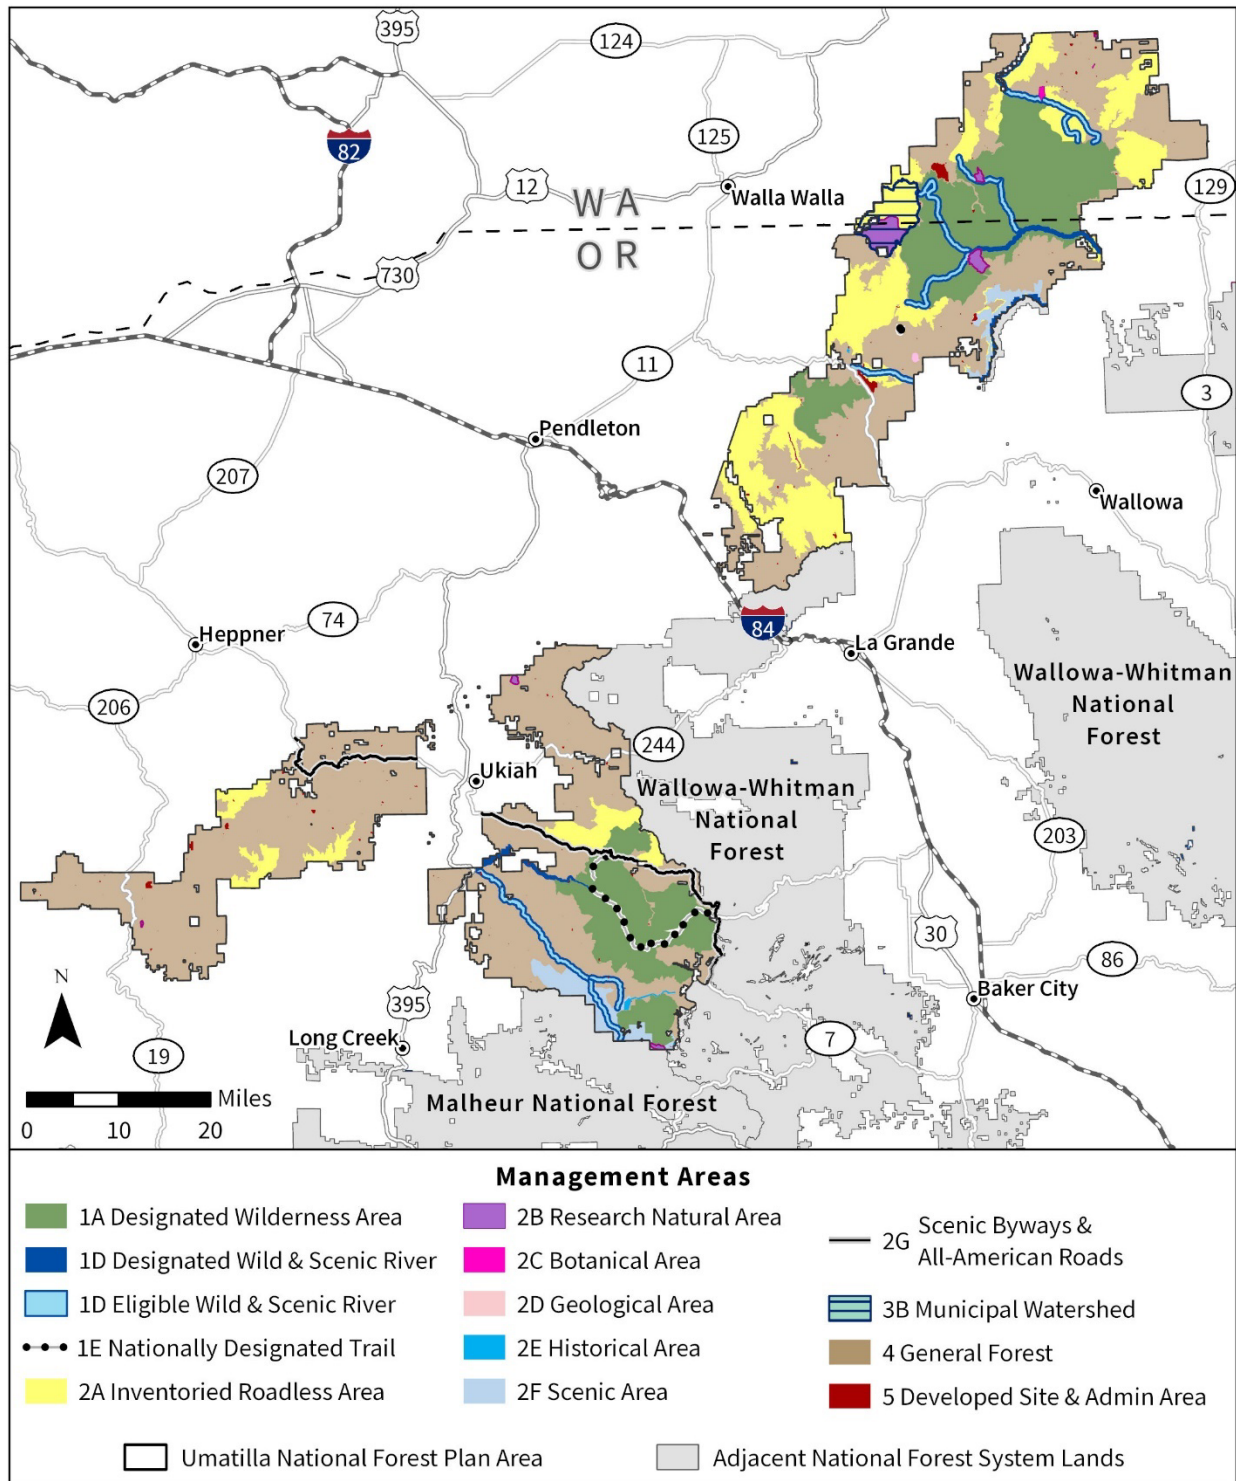 395
124
82
125
12
Walla Walla
129
WA
OR
730
11
3
Pendleton
207
Wallowa
74
84
Heppner
La Grande
Wallowa-Whitman
National
Forest
206
244
Ukiah
Wallowa-Whitman
National
Forest
203
30
86
N
395
Baker City
19
Long Creek
7
Miles
Malheur National Forest
0 10 20
Management Areas
1A Designated Wilderness Area
1D Designated Wild & Scenic River
1D Eligible Wild & Scenic River
1E Nationally Designated Trail
2A Inventoried Roadless Area
2B Research Natural Area
2C Botanical Area
2D Geological Area
2E Historical Area
2F Scenic Area
2G Scenic Byways &
All-American Roads
3B Municipal Watershed
4 General Forest
5 Developed Site & Admin Area
Umatilla National Forest Plan Area
Adjacent National Forest System Lands